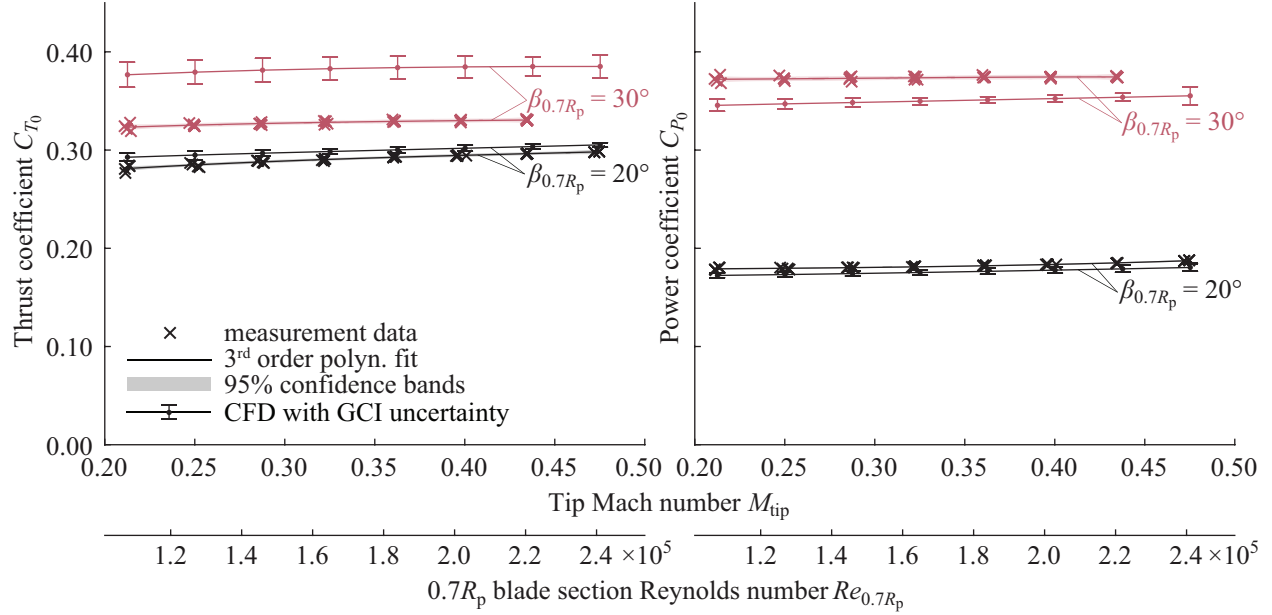 Thrust coefficient C_{T_0}
0.40
0.30
0.20
0.10
0.00
β_{0.7R_p} = 30°
β_{0.7R_p} = 20°
measurement data
3rd order polyn. fit
95% confidence bands
CFD with GCI uncertainty
0.20 0.25 0.30 0.35 0.40 0.45 0.50
Power coefficient C_{P_0}
β_{0.7R_p} = 30°
β_{0.7R_p} = 20°
0.20 0.25 0.30 0.35 0.40 0.45 0.50
Tip Mach number M_{tip}
1.2 1.4 1.6 1.8 2.0 2.2 2.4 ×10^5
1.2 1.4 1.6 1.8 2.0 2.2 2.4 ×10^5
0.7R_p blade section Reynolds number Re_{0.7R_p}